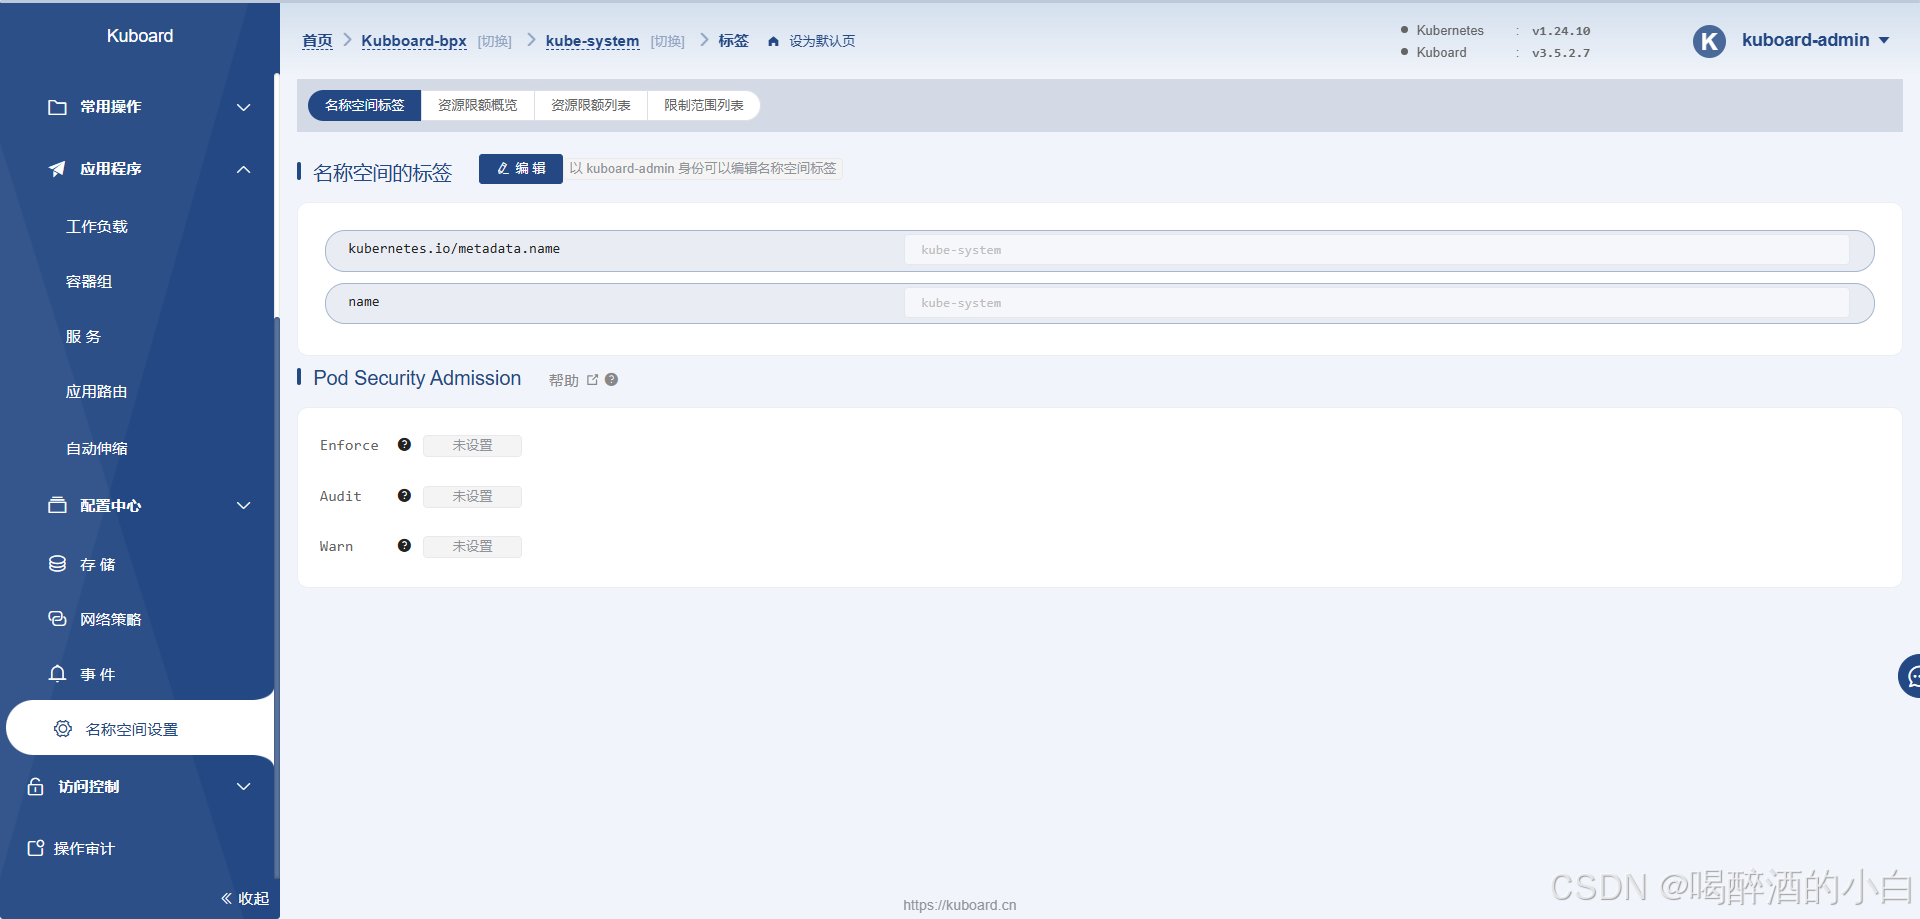 Kuboard
常用操作
应用程序
工作负载
容器组
服 务
应用路由
自动伸缩
配置中心
存 储
网络策略
事 件
名称空间设置
访问控制
操作审计
收起
首页 Kubboard-bpx [切换] kube-system [切换] 标签 设为默认页
Kubernetes : v1.24.10
Kuboard : v3.5.2.7
K kuboard-admin
名称空间标签 资源限额概览 资源限额列表 限制范围列表
名称空间的标签 编 辑 以 kuboard-admin 身份可以编辑名称空间标签
kubernetes.io/metadata.name kube-system
name kube-system
Pod Security Admission 帮助
Enforce 未设置
Audit 未设置
Warn 未设置
https://kuboard.cn
CSDN @喝醉酒的小白